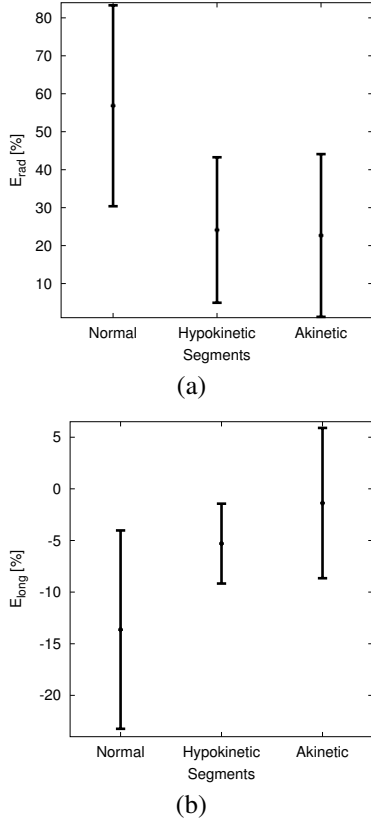 80
70
60
50
40
30
20
10
E_rad [%]
Normal Hypokinetic Akinetic
Segments
(a)
5
0
-5
-10
-15
-20
E_long [%]
Normal Hypokinetic Akinetic
Segments
(b)